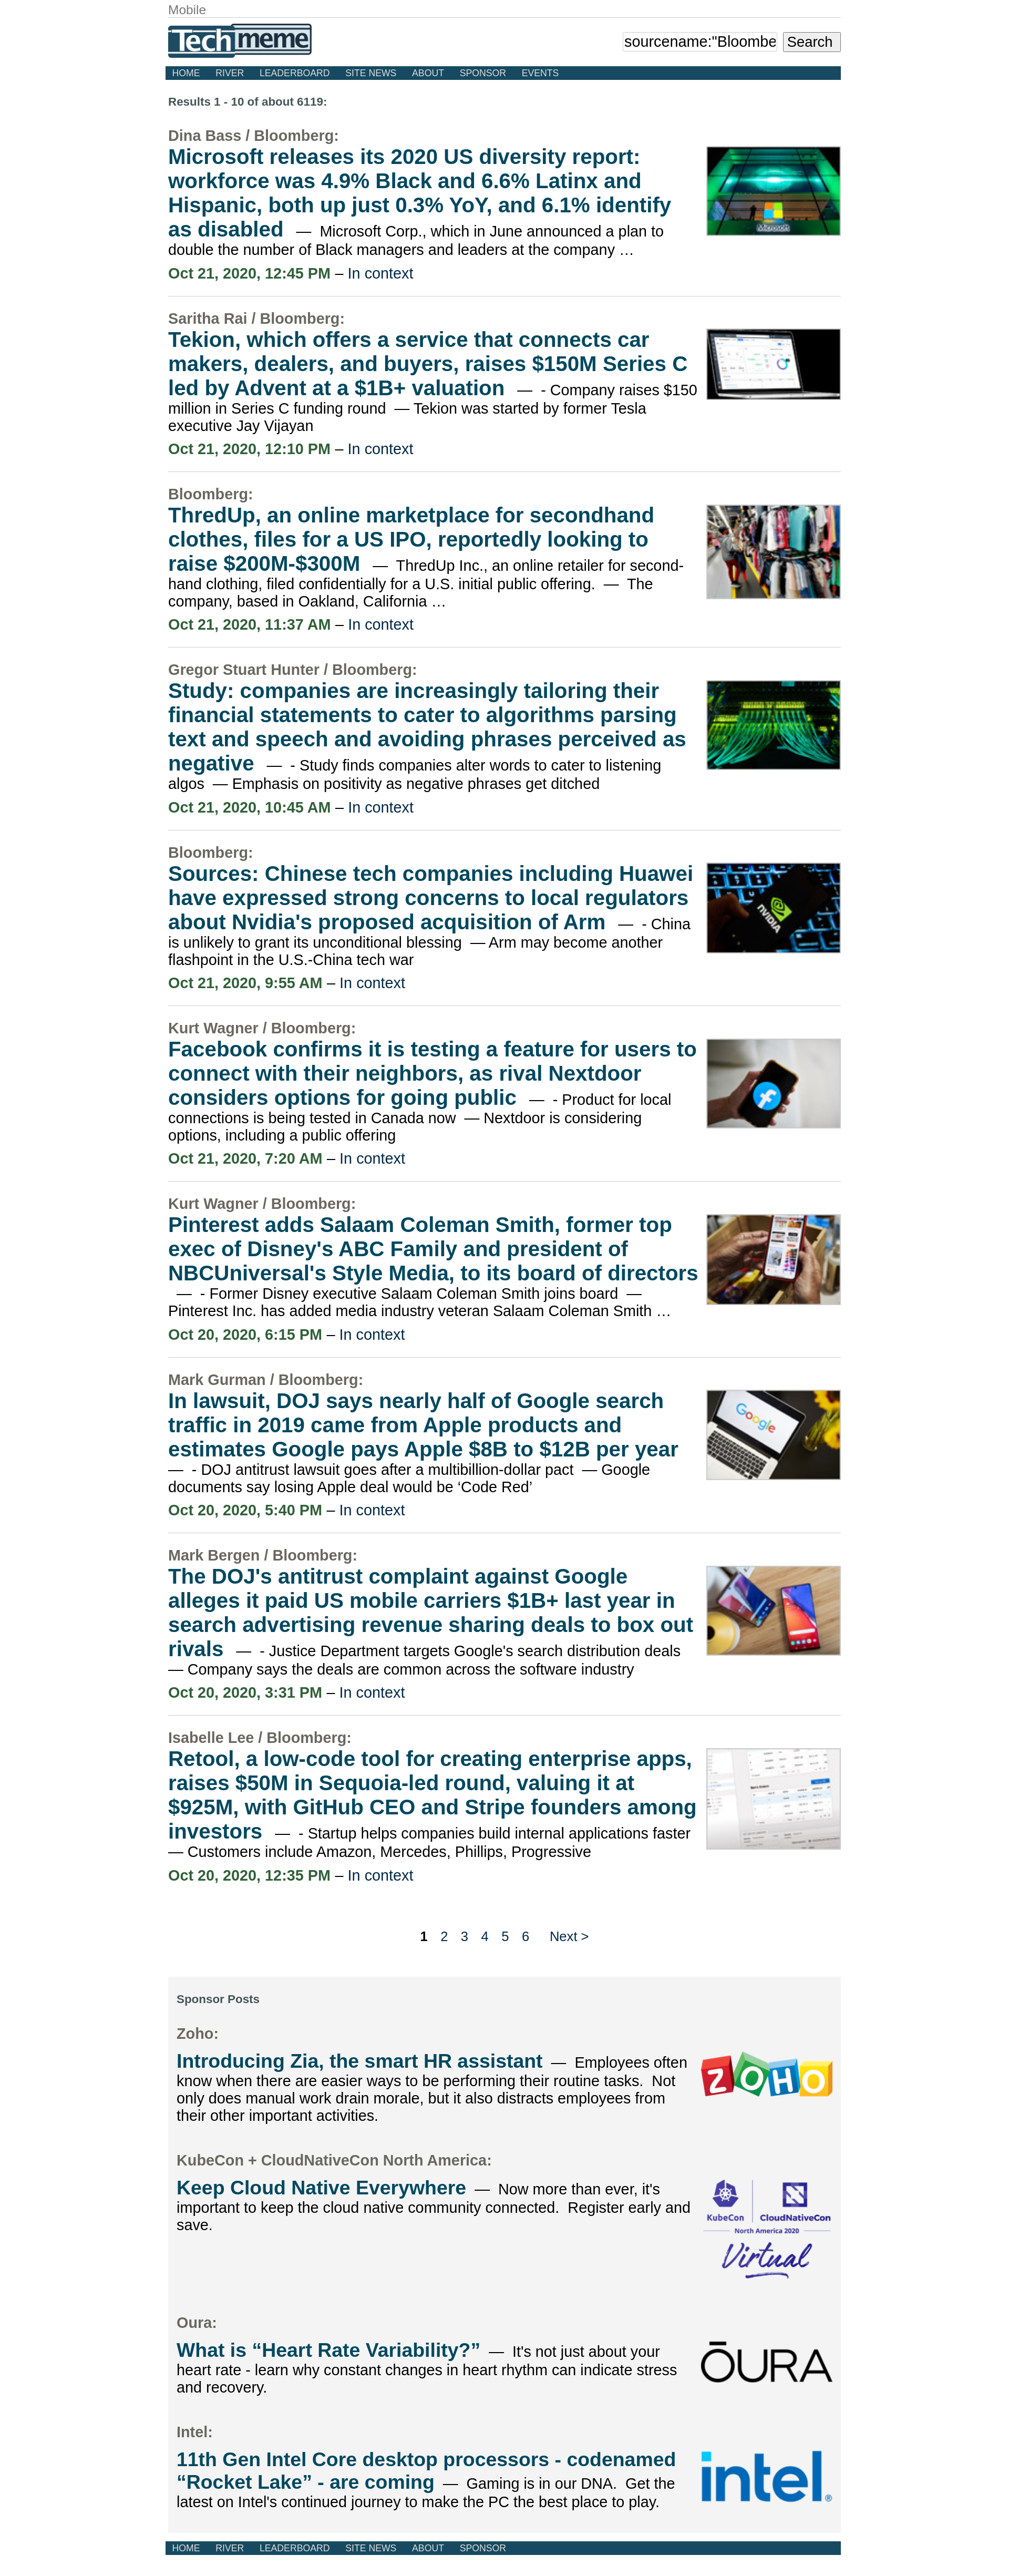 Mobile
Techmeme
sourcename:"Bloombe
Search
HOME RIVER LEADERBOARD SITE NEWS ABOUT SPONSOR EVENTS
Results 1 - 10 of about 6119:
Dina Bass / Bloomberg:
Microsoft releases its 2020 US diversity report:
workforce was 4.9% Black and 6.6% Latinx and
Hispanic, both up just 0.3% YoY, and 6.1% identify
as disabled — Microsoft Corp., which in June announced a plan to
double the number of Black managers and leaders at the company …
Microsoft
Oct 21, 2020, 12:45 PM – In context
Saritha Rai / Bloomberg:
Tekion, which offers a service that connects car
makers, dealers, and buyers, raises $150M Series C
led by Advent at a $1B+ valuation — - Company raises $150
million in Series C funding round — Tekion was started by former Tesla
executive Jay Vijayan
Oct 21, 2020, 12:10 PM – In context
Bloomberg:
ThredUp, an online marketplace for secondhand
clothes, files for a US IPO, reportedly looking to
raise $200M-$300M — ThredUp Inc., an online retailer for second-
hand clothing, filed confidentially for a U.S. initial public offering. — The
company, based in Oakland, California …
Oct 21, 2020, 11:37 AM – In context
Gregor Stuart Hunter / Bloomberg:
Study: companies are increasingly tailoring their
financial statements to cater to algorithms parsing
text and speech and avoiding phrases perceived as
negative — - Study finds companies alter words to cater to listening
algos — Emphasis on positivity as negative phrases get ditched
Oct 21, 2020, 10:45 AM – In context
Bloomberg:
Sources: Chinese tech companies including Huawei
have expressed strong concerns to local regulators
about Nvidia's proposed acquisition of Arm — - China
is unlikely to grant its unconditional blessing — Arm may become another
flashpoint in the U.S.-China tech war
NVIDIA
Oct 21, 2020, 9:55 AM – In context
Kurt Wagner / Bloomberg:
Facebook confirms it is testing a feature for users to
connect with their neighbors, as rival Nextdoor
considers options for going public — - Product for local
connections is being tested in Canada now — Nextdoor is considering
options, including a public offering
Oct 21, 2020, 7:20 AM – In context
Kurt Wagner / Bloomberg:
Pinterest adds Salaam Coleman Smith, former top
exec of Disney's ABC Family and president of
NBCUniversal's Style Media, to its board of directors
— - Former Disney executive Salaam Coleman Smith joins board —
Pinterest Inc. has added media industry veteran Salaam Coleman Smith …
Oct 20, 2020, 6:15 PM – In context
Mark Gurman / Bloomberg:
In lawsuit, DOJ says nearly half of Google search
traffic in 2019 came from Apple products and
estimates Google pays Apple $8B to $12B per year
— - DOJ antitrust lawsuit goes after a multibillion-dollar pact — Google
documents say losing Apple deal would be ‘Code Red’
Google
Oct 20, 2020, 5:40 PM – In context
Mark Bergen / Bloomberg:
The DOJ's antitrust complaint against Google
alleges it paid US mobile carriers $1B+ last year in
search advertising revenue sharing deals to box out
rivals — - Justice Department targets Google's search distribution deals
— Company says the deals are common across the software industry
Oct 20, 2020, 3:31 PM – In context
Isabelle Lee / Bloomberg:
Retool, a low-code tool for creating enterprise apps,
raises $50M in Sequoia-led round, valuing it at
$925M, with GitHub CEO and Stripe founders among
investors — - Startup helps companies build internal applications faster
— Customers include Amazon, Mercedes, Phillips, Progressive
Oct 20, 2020, 12:35 PM – In context
1 2 3 4 5 6 Next >
Sponsor Posts
Zoho:
Introducing Zia, the smart HR assistant — Employees often
know when there are easier ways to be performing their routine tasks. Not
only does manual work drain morale, but it also distracts employees from
their other important activities.
ZOHO
KubeCon + CloudNativeCon North America:
Keep Cloud Native Everywhere — Now more than ever, it's
important to keep the cloud native community connected. Register early and
save.
KubeCon CloudNativeCon
North America 2020
Virtual
Oura:
What is “Heart Rate Variability?” — It's not just about your
heart rate - learn why constant changes in heart rhythm can indicate stress
and recovery.
ŌURA
Intel:
11th Gen Intel Core desktop processors - codenamed
“Rocket Lake” - are coming — Gaming is in our DNA. Get the
latest on Intel's continued journey to make the PC the best place to play.
intel®
HOME RIVER LEADERBOARD SITE NEWS ABOUT SPONSOR